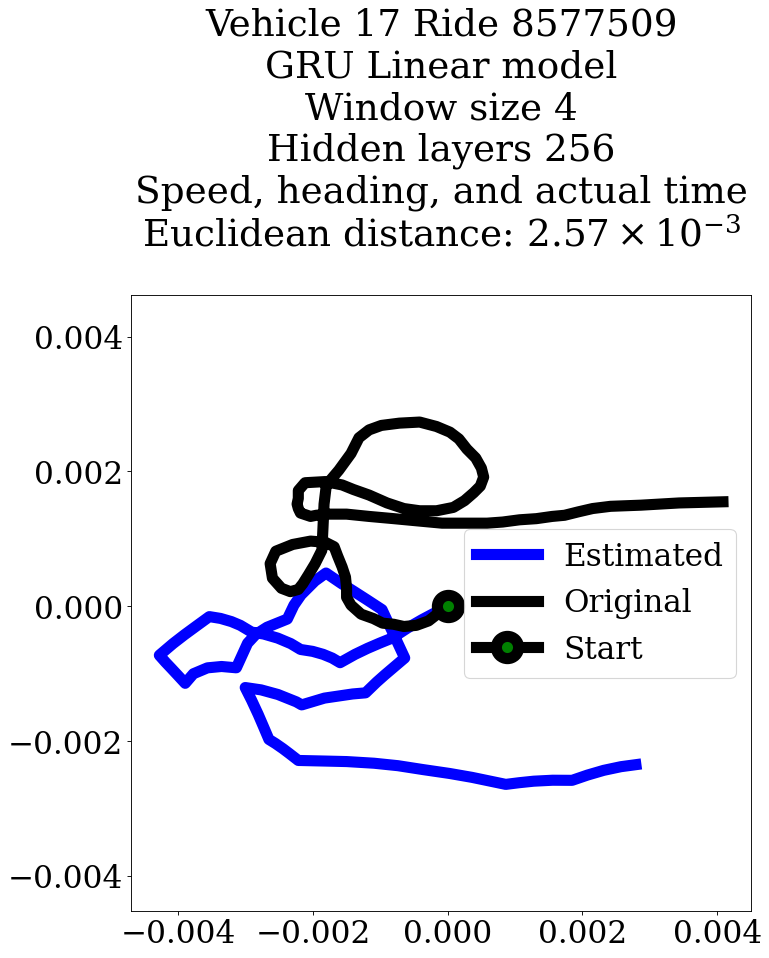 Vehicle 17 Ride 8577509
GRU Linear model
Window size 4
Hidden layers 256
Speed, heading, and actual time
Euclidean distance: 2.57 × 10⁻³
0.004
0.002
0.000
−0.002
−0.004
Estimated
Original
Start
−0.004 −0.002 0.000 0.002 0.004